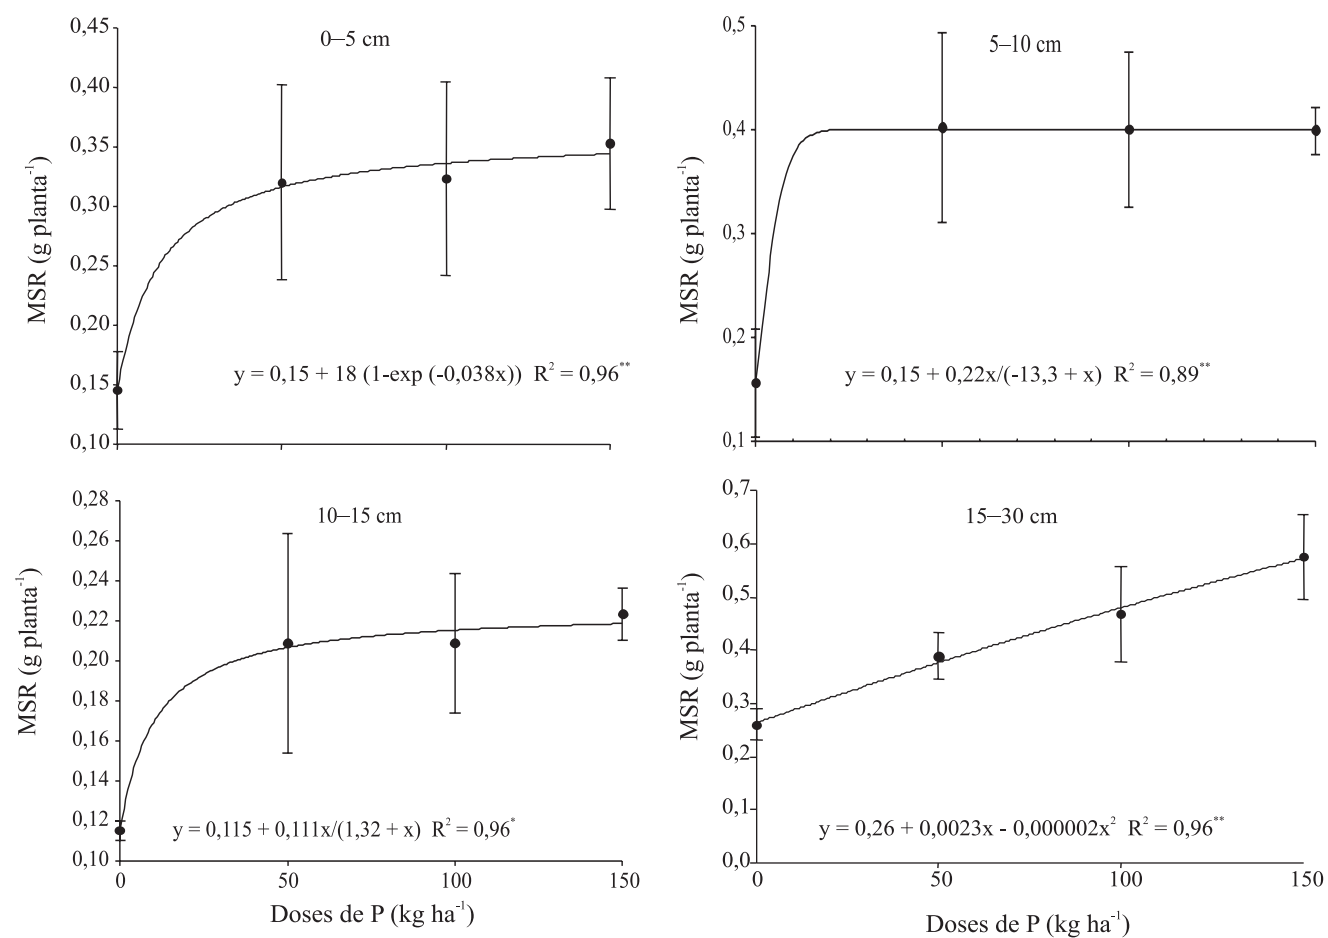 0–5 cm
MSR (g planta⁻¹)
0,45
0,40
0,35
0,30
0,25
0,20
0,15
0,10
y = 0,15 + 18 (1-exp (-0,038x)) R² = 0,96**
5–10 cm
MSR (g planta⁻¹)
0,5
0,4
0,3
0,2
0,1
y = 0,15 + 0,22x/(-13,3 + x) R² = 0,89**
10–15 cm
MSR (g planta⁻¹)
0,28
0,26
0,24
0,22
0,20
0,18
0,16
0,14
0,12
0,10
y = 0,115 + 0,111x/(1,32 + x) R² = 0,96*
0 50 100 150
Doses de P (kg ha⁻¹)
15–30 cm
MSR (g planta⁻¹)
0,7
0,6
0,5
0,4
0,3
0,2
0,1
0,0
y = 0,26 + 0,0023x - 0,000002x² R² = 0,96**
0 50 100 150
Doses de P (kg ha⁻¹)